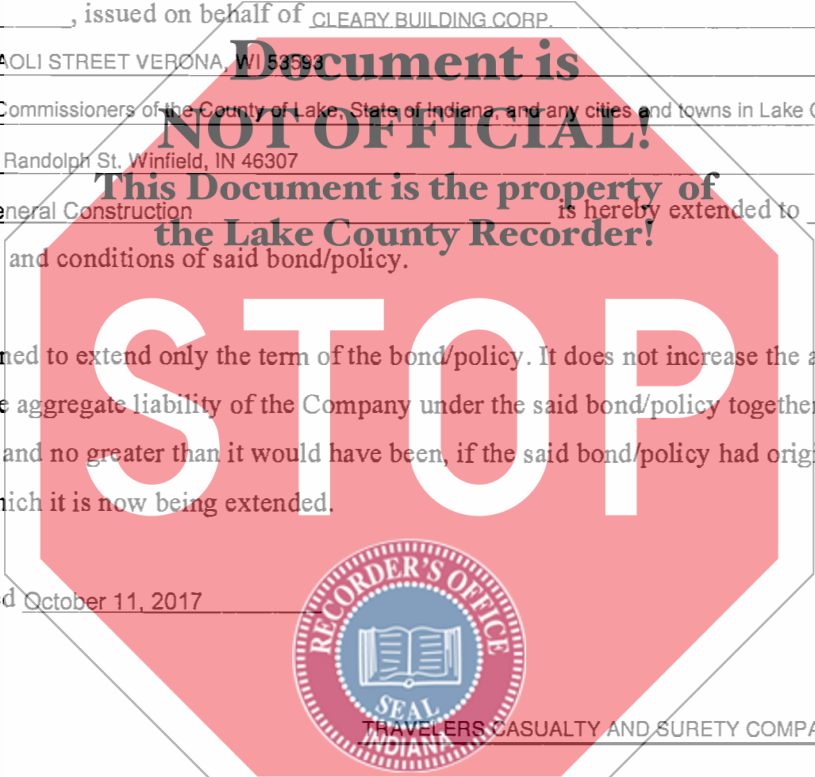 , issued on behalf of CLEARY BUILDING CORP.
AOLI STREET VERONA, WI 53593
Document is
Commissioners of the County of Lake, State of Indiana, and any cities and towns in Lake C
NOT OFFICIAL!
Randolph St. Winfield, IN 46307
This Document is the property of
eneral Construction is hereby extended to
the Lake County Recorder!
and conditions of said bond/policy.
STOP
ned to extend only the term of the bond/policy. It does not increase the a
e aggregate liability of the Company under the said bond/policy together
and no greater than it would have been, if the said bond/policy had origi
hich it is now being extended.
d October 11, 2017
RECORDER'S OFFICE
SEAL
INDIANA
TRAVELERS CASUALTY AND SURETY COMPA